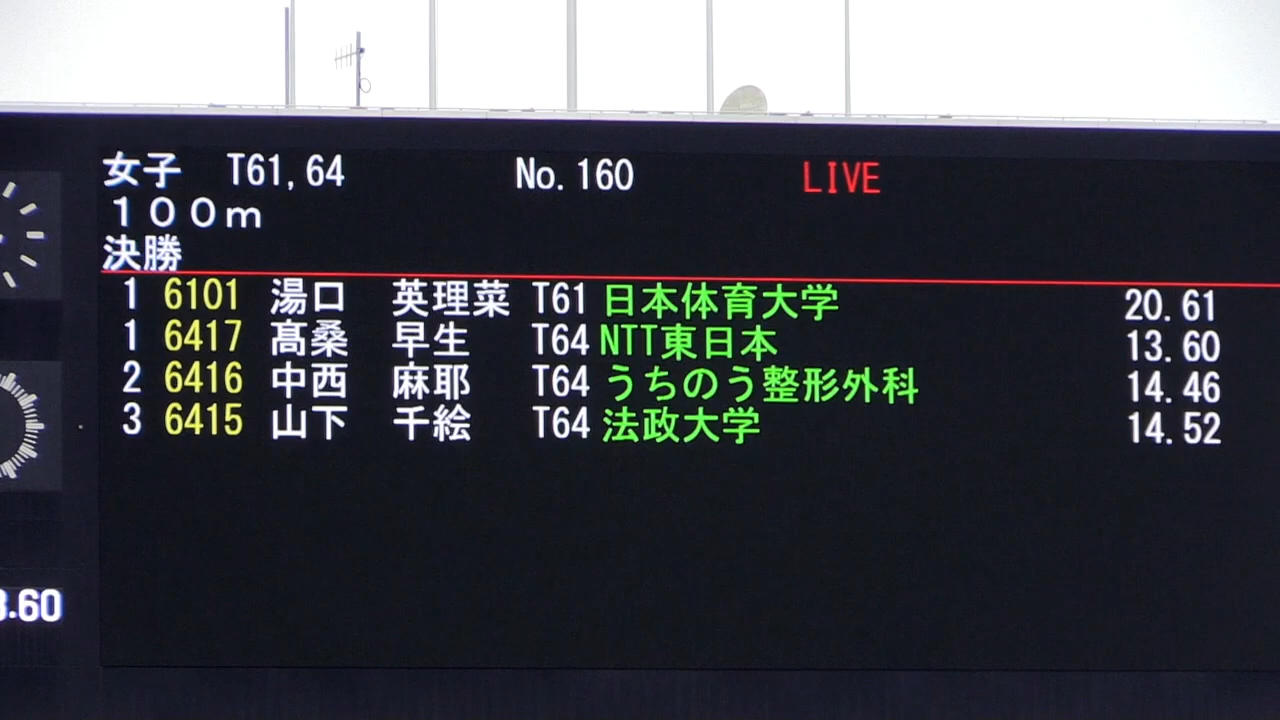 女子 T61,64 No.160 LIVE
１００ｍ
決勝
1 6101 湯口 英理菜 T61 日本体育大学 20.61
1 6417 髙桑 早生 T64 NTT東日本 13.60
2 6416 中西 麻耶 T64 うちのう整形外科 14.46
3 6415 山下 千絵 T64 法政大学 14.52
.60